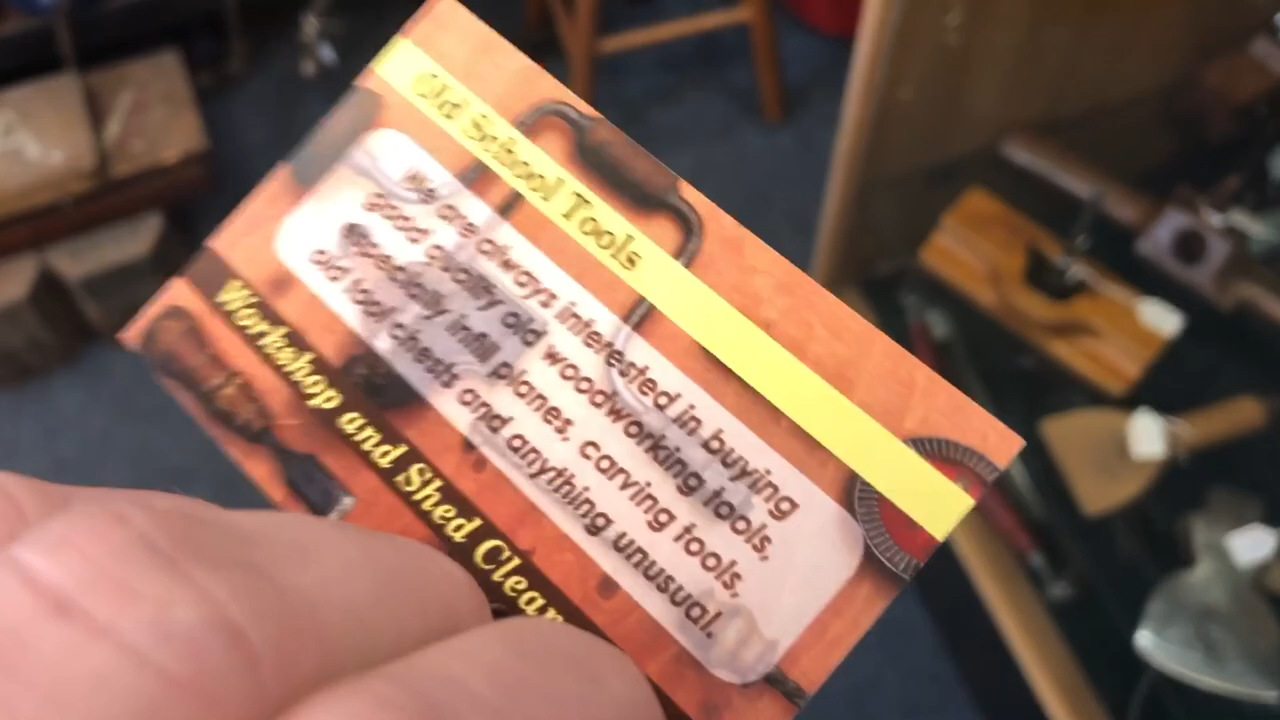 Old School Tools
We are always interested in buying
good quality old woodworking tools,
especially infill planes, carving tools,
old tool chests and anything unusual.
Workshop and Shed Clear